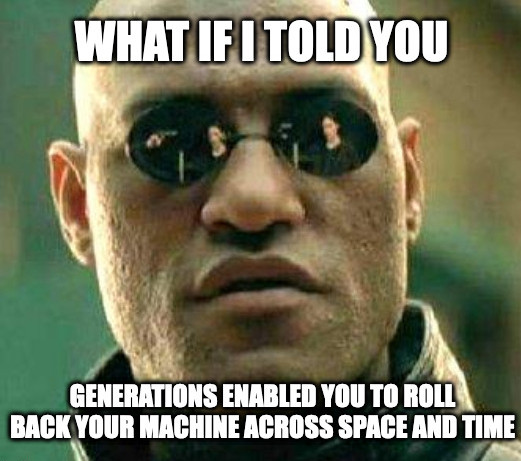 WHAT IF I TOLD YOU
GENERATIONS ENABLED YOU TO ROLL
BACK YOUR MACHINE ACROSS SPACE AND TIME